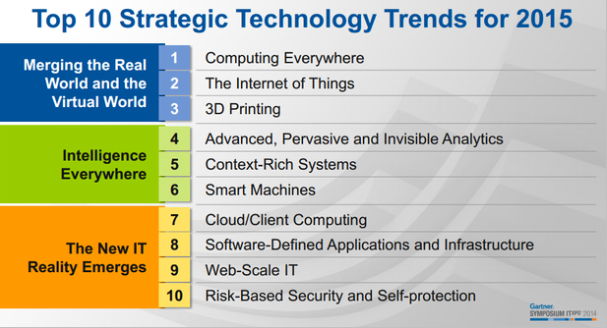 Top 10 Strategic Technology Trends for 2015
Merging the Real
World and the
Virtual World
1 Computing Everywhere
2 The Internet of Things
3 3D Printing
Intelligence
Everywhere
4 Advanced, Pervasive and Invisible Analytics
5 Context-Rich Systems
6 Smart Machines
The New IT
Reality Emerges
7 Cloud/Client Computing
8 Software-Defined Applications and Infrastructure
9 Web-Scale IT
10 Risk-Based Security and Self-protection
Gartner
SYMPOSIUM ITXPO 2014